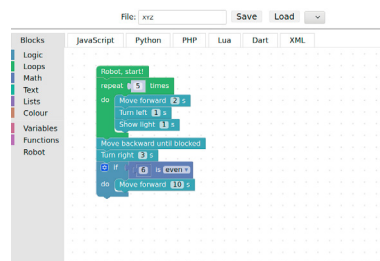 File: xyz Save Load
Blocks JavaScript Python PHP Lua Dart XML
Logic
Loops
Math
Text
Lists
Colour
Variables
Functions
Robot
Robot, start!
repeat 5 times
do Move forward 2 s
Turn left 1 s
Show light 1 s
Move backward until blocked
Turn right 3 s
if 6 is even
do Move forward 10 s